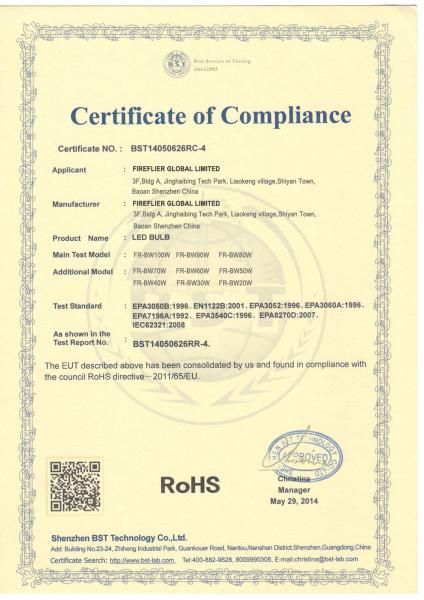 BST
Best Service of Testing
since2003
Certificate of Compliance
Certificate NO. : BST14050626RC-4
Applicant : FIREFLIER GLOBAL LIMITED
3F,Bldg A, Jinghaibing Tech Park, Liaokeng village,Shiyan Town,
Baoan Shenzhen China
Manufacturer : FIREFLIER GLOBAL LIMITED
3F,Bldg A, Jinghaibing Tech Park, Liaokeng village,Shiyan Town,
Baoan Shenzhen China
Product Name : LED BULB
Main Test Model : FR-BW100W FR-BW90W FR-BW80W
Additional Model : FR-BW70W FR-BW60W FR-BW50W
FR-BW40W FR-BW30W FR-BW20W
Test Standard : EPA3050B:1996, EN1122B:2001, EPA3052:1996, EPA3060A:1996,
EPA7196A:1992, EPA3540C:1996, EPA8270D:2007,
IEC62321:2008
As shown in the
Test Report No. : BST14050626RR-4.
The EUT described above has been consolidated by us and found in compliance with
the council RoHS directive—2011/65/EU.
APPROVED
RoHS
Christina
Manager
May 29, 2014
Shenzhen BST Technology Co.,Ltd.
Add: Building No.23-24, Zhiheng Industrial Park, Guankouer Road, Nantou,Nanshan District,Shenzhen,Guangdong,China
Certificate Search: http://www.bst-lab.com, Tel:400-882-9628, 8009990305, E-mail:christina@bst-lab.com